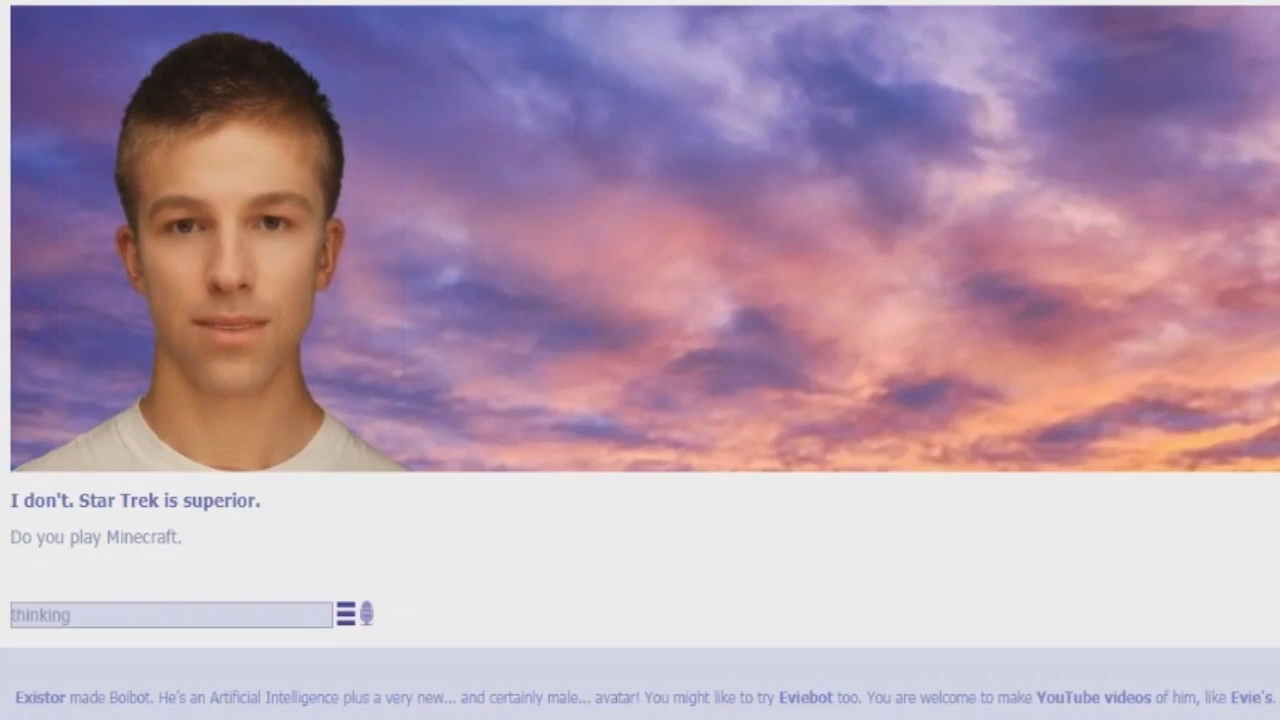 I don't. Star Trek is superior.
Do you play Minecraft.
thinking
Existor made Boibot. He's an Artificial Intelligence plus a very new... and certainly male... avatar! You might like to try Eviebot too. You are welcome to make YouTube videos of him, like Evie's.